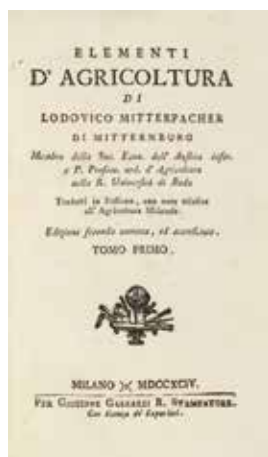 ELEMENTI
D' AGRICOLTURA
DI
LODOVICO MITTERPACHER
DI MITTERNBURG
Membro della Soc. Econ. dell' Austria infer.
e P. Profess. ord. d' Agricoltura
nella R. Università di Buda
Tradotti in Italiano, con note relative
all' Agricoltura Milanese.
Edizione seconda corretta, ed accresciuta.
TOMO PRIMO.
MILANO MDCCXCIV.
PER GIUSEPPE GALEAZZI R. STAMPATORE.
Con licenza de' Superiori.